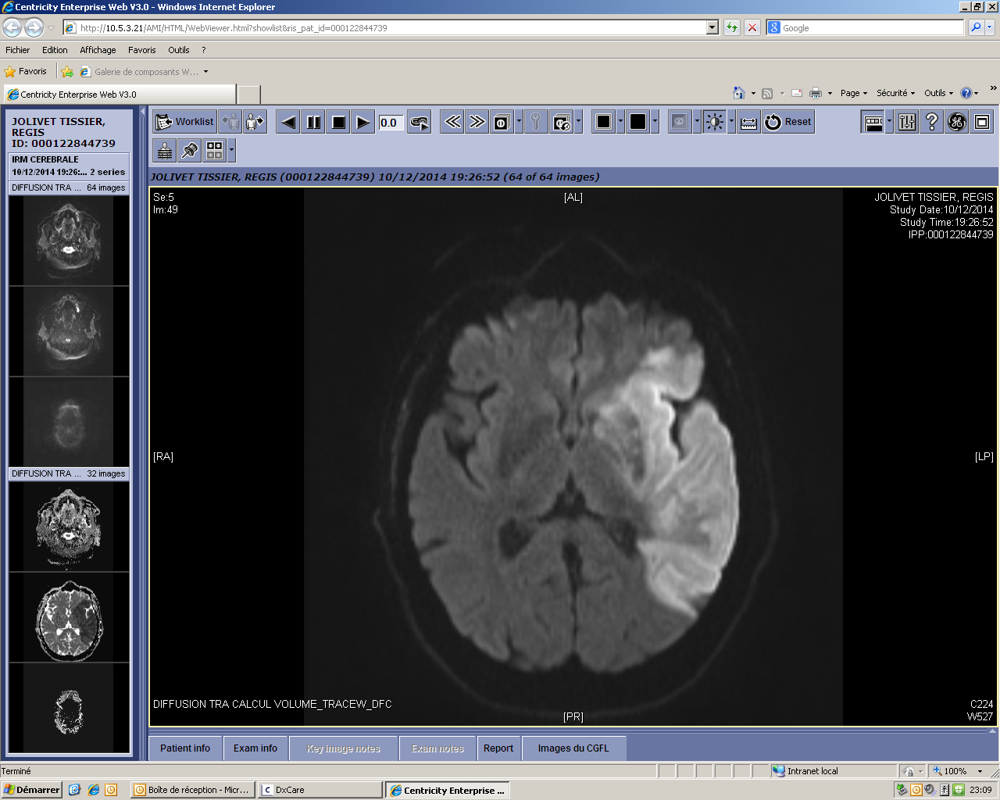 Centricity Enterprise Web V3.0 - Windows Internet Explorer
http://10.5.3.21/AMI/HTML/WebViewer.html?showlist&ris_pat_id=000122844739
Google
Fichier Edition Affichage Favoris Outils ?
Favoris Galerie de composants W...
Centricity Enterprise Web V3.0
Page Sécurité Outils »
JOLIVET TISSIER,
REGIS
ID: 000122844739
IRM CEREBRALE
10/12/2014 19:26:... 2 series
DIFFUSION TRA ... 64 images
DIFFUSION TRA ... 32 images
Worklist
0.0
Reset
JOLIVET TISSIER, REGIS (000122844739) 10/12/2014 19:26:52 (64 of 64 images)
Se:5
Im:49
[AL]
JOLIVET TISSIER, REGIS
Study Date:10/12/2014
Study Time:19:26:52
IPP:000122844739
[RA]
[LP]
DIFFUSION TRA CALCUL VOLUME_TRACEW_DFC
[PR]
C224
W527
Patient info Exam info Key image notes Exam notes Report Images du CGFL
Terminé
Intranet local
100%
Démarrer
Boîte de réception - Micr...
DxCare
Centricity Enterprise ...
23:09